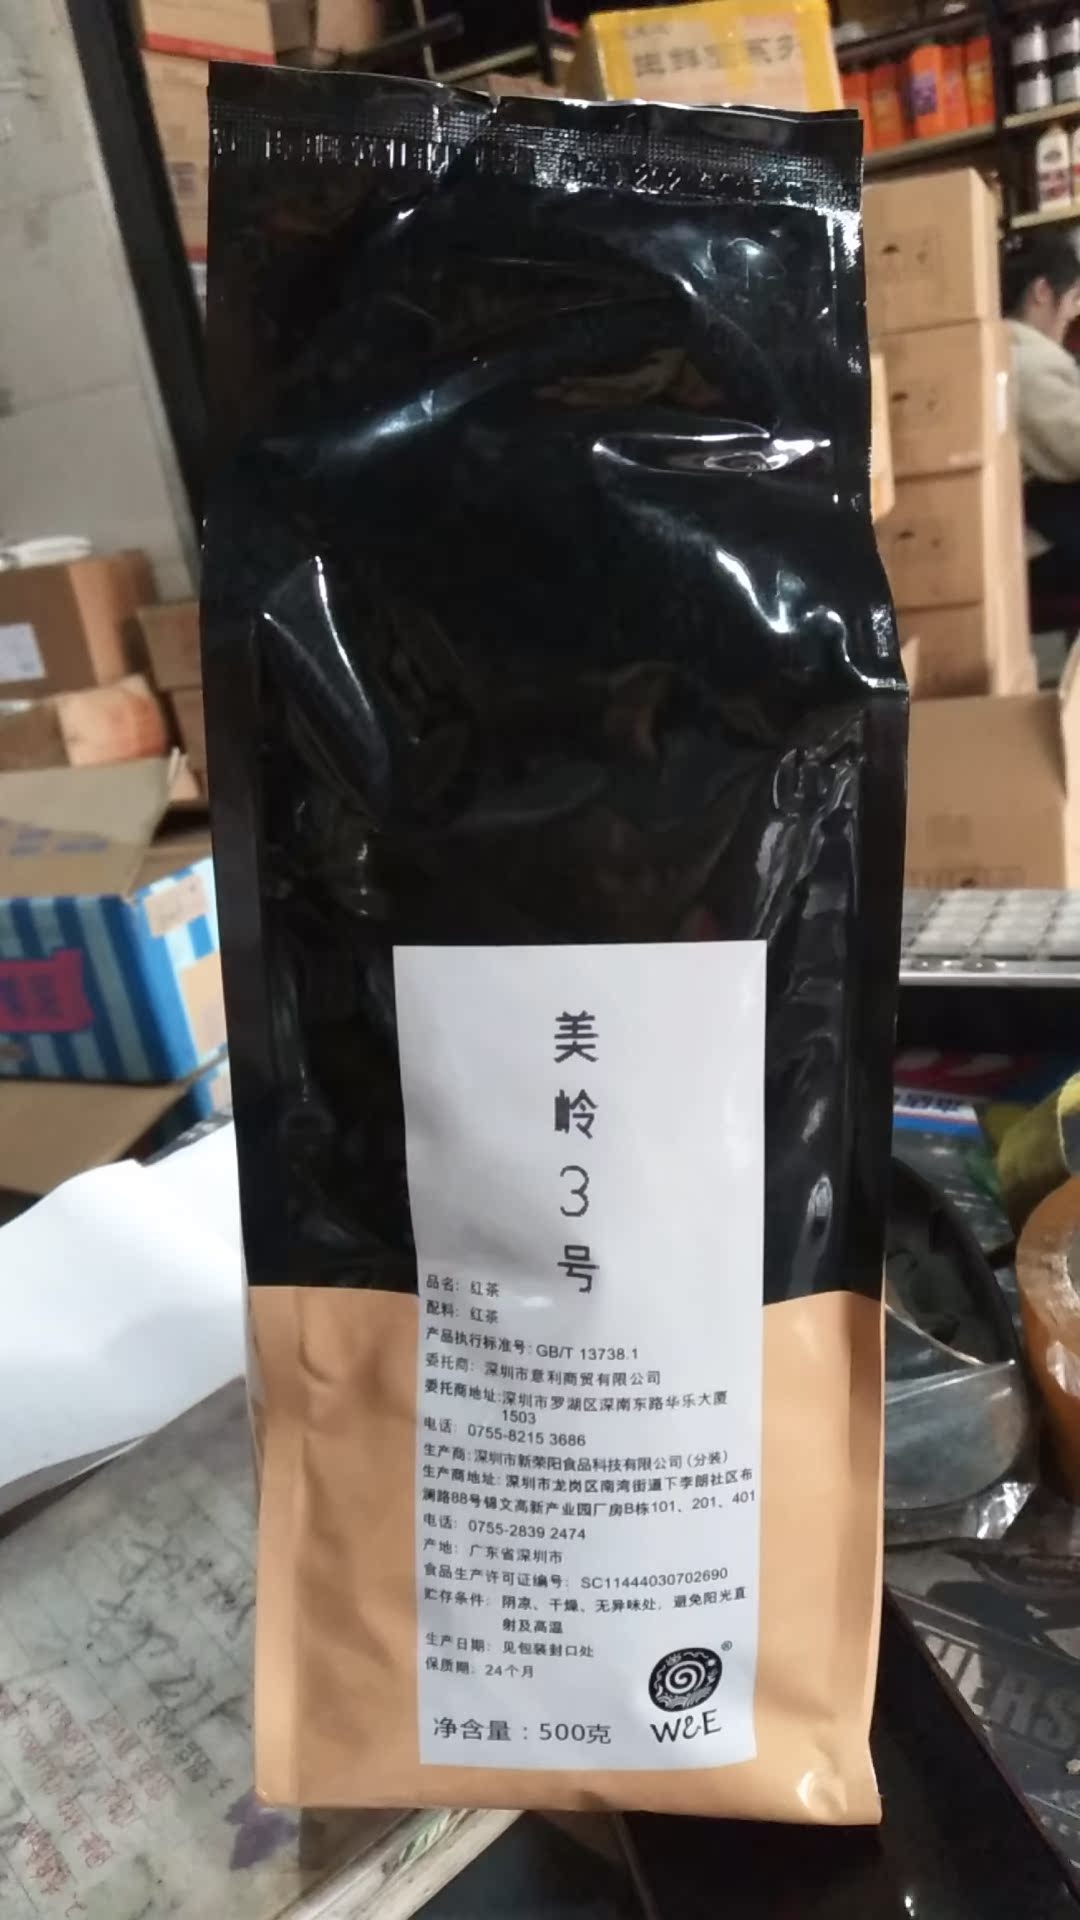 美岭3号
品名：红茶
配料：红茶
产品执行标准号：GB/T 13738.1
委托商：深圳市意利商贸有限公司
委托商地址：深圳市罗湖区深南东路华乐大厦
1503
电话：0755-8215 3686
生产商：深圳市新荣阳食品科技有限公司（分装）
生产商地址：深圳市龙岗区南湾街道下李朗社区布
澜路88号锦文高新产业园厂房B栋101、201、401
电话：0755-2839 2474
产地：广东省深圳市
食品生产许可证编号：SC11444030702690
贮存条件：阴凉、干燥、无异味处，避免阳光直
射及高温
生产日期：见包装封口处
保质期：24个月
净含量：500克
®
W&E